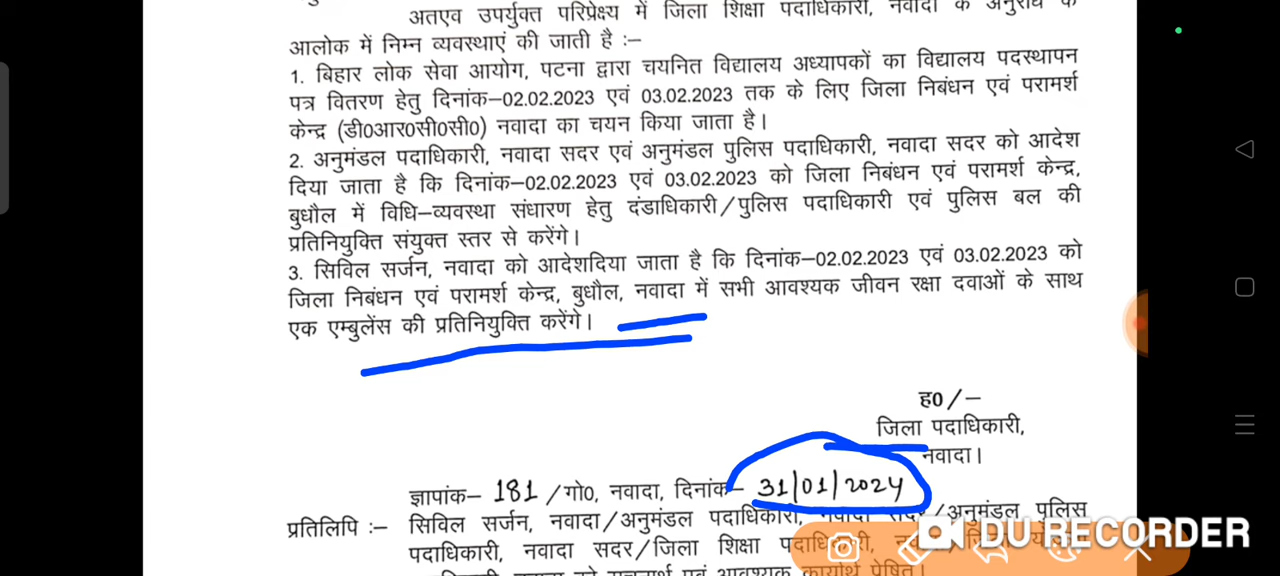 अतएव उपर्युक्त परिप्रेक्ष्य में जिला शिक्षा पदाधिकारी, नवादा के अनुरोध के
आलोक में निम्न व्यवस्थाएं की जाती है :–
1. बिहार लोक सेवा आयोग, पटना द्वारा चयनित विद्यालय अध्यापकों का विद्यालय पदस्थापन
पत्र वितरण हेतु दिनांक–02.02.2023 एवं 03.02.2023 तक के लिए जिला निबंधन एवं परामर्श
केन्द्र (डी0आर0सी0सी0) नवादा का चयन किया जाता है।
2. अनुमंडल पदाधिकारी, नवादा सदर एवं अनुमंडल पुलिस पदाधिकारी, नवादा सदर को आदेश
दिया जाता है कि दिनांक–02.02.2023 एवं 03.02.2023 को जिला निबंधन एवं परामर्श केन्द्र,
बुधौल में विधि–व्यवस्था संधारण हेतु दंडाधिकारी/पुलिस पदाधिकारी एवं पुलिस बल की
प्रतिनियुक्ति संयुक्त स्तर से करेंगे।
3. सिविल सर्जन, नवादा को आदेशदिया जाता है कि दिनांक–02.02.2023 एवं 03.02.2023 को
जिला निबंधन एवं परामर्श केन्द्र, बुधौल, नवादा में सभी आवश्यक जीवन रक्षा दवाओं के साथ
एक एम्बुलेंस की प्रतिनियुक्ति करेंगे।
ह0/–
जिला पदाधिकारी,
नवादा।
ज्ञापांक– 181 /गो0, नवादा, दिनांक– 31/01/2024
प्रतिलिपि :– सिविल सर्जन, नवादा/अनुमंडल पदाधिकारी, नवादा सदर/अनुमंडल पुलिस
पदाधिकारी, नवादा सदर/जिला शिक्षा पदाधिकारी,
एवं आवश्यक कार्यार्थ प्रेषित।
DU RECORDER